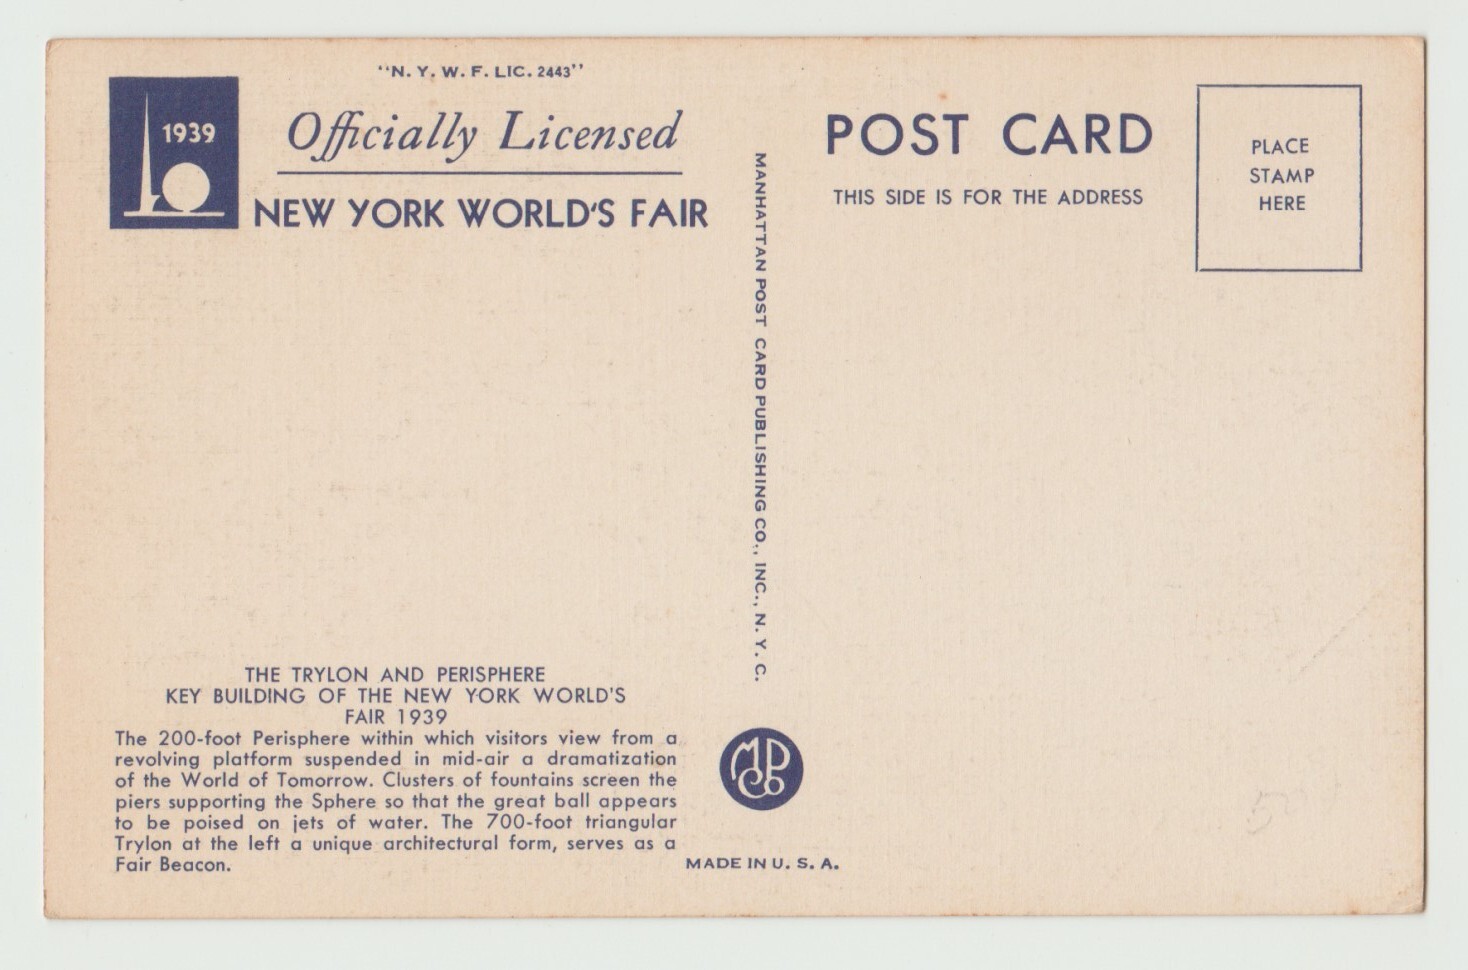 "N. Y. W. F. LIC. 2443"
1939
Officially Licensed
NEW YORK WORLD'S FAIR
POST CARD
THIS SIDE IS FOR THE ADDRESS
PLACE
STAMP
HERE
MANHATTAN POST CARD PUBLISHING CO., INC., N. Y. C.
THE TRYLON AND PERISPHERE
KEY BUILDING OF THE NEW YORK WORLD'S
FAIR 1939
The 200-foot Perisphere within which visitors view from a
revolving platform suspended in mid-air a dramatization
of the World of Tomorrow. Clusters of fountains screen the
piers supporting the Sphere so that the great ball appears
to be poised on jets of water. The 700-foot triangular
Trylon at the left a unique architectural form, serves as a
Fair Beacon.
MPCCo
MADE IN U. S. A.